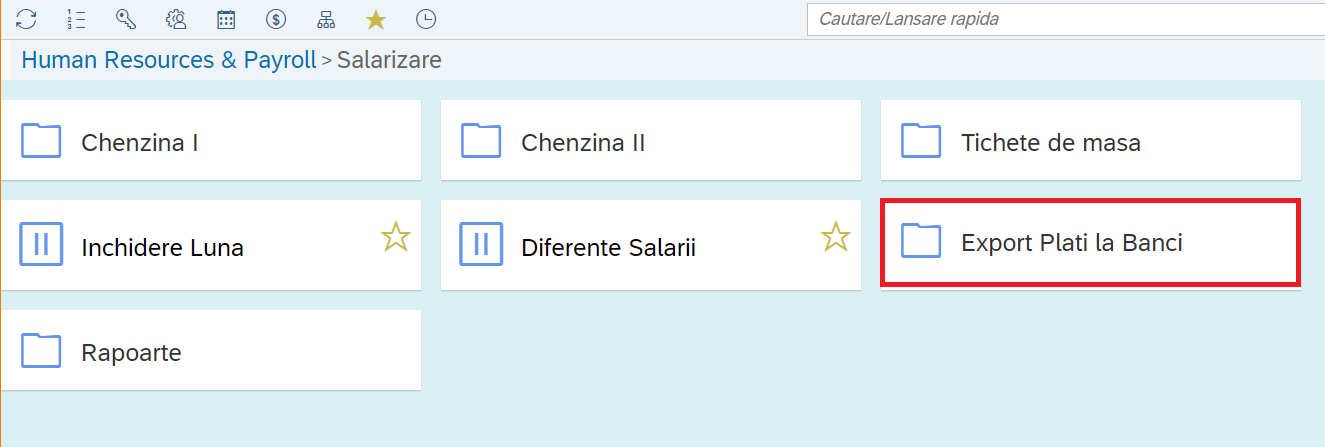 Cautare/Lansare rapida
Human Resources & Payroll > Salarizare
Chenzina I
Chenzina II
Tichete de masa
Inchidere Luna
Diferente Salarii
Export Plati la Banci
Rapoarte